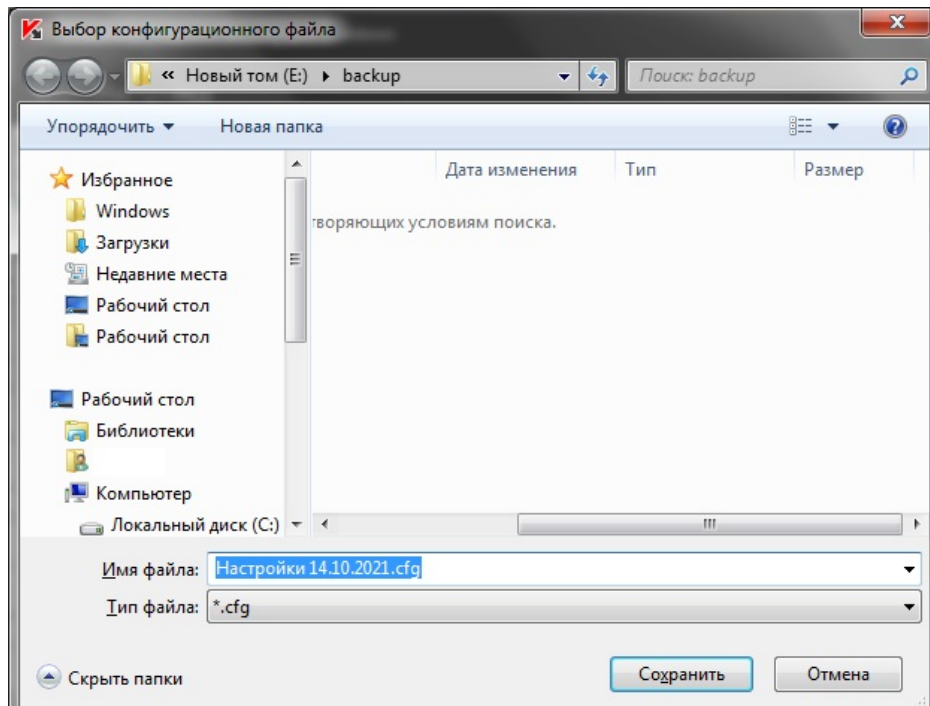 Выбор конфигурационного файла
« Новый том (E:) ▸ backup
Поиск: backup
Упорядочить
Новая папка
Избранное
Windows
Загрузки
Недавние места
Рабочий стол
Рабочий стол
Рабочий стол
Библиотеки
Компьютер
Локальный диск (C:)
Дата изменения
Тип
Размер
творяющих условиям поиска.
Имя файла: Настройки 14.10.2021.cfg
Тип файла: *.cfg
Скрыть папки
Сохранить
Отмена